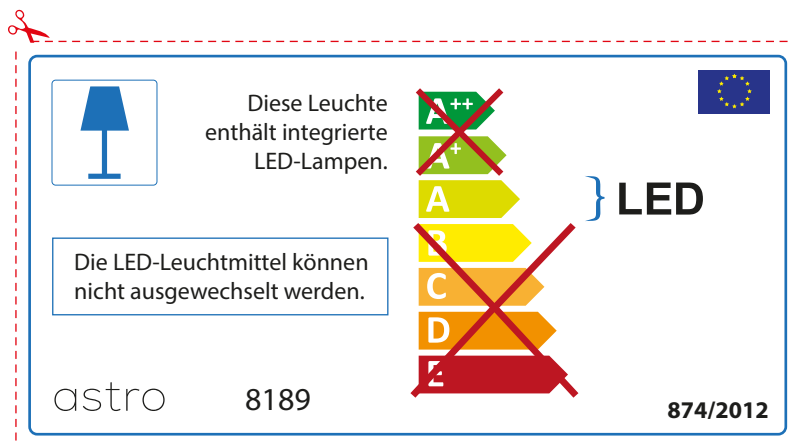 Diese Leuchte
enthält integrierte
LED-Lampen.
Die LED-Leuchtmittel können
nicht ausgewechselt werden.
A++
A+
A
B
C
D
E
LED
astro 8189
874/2012